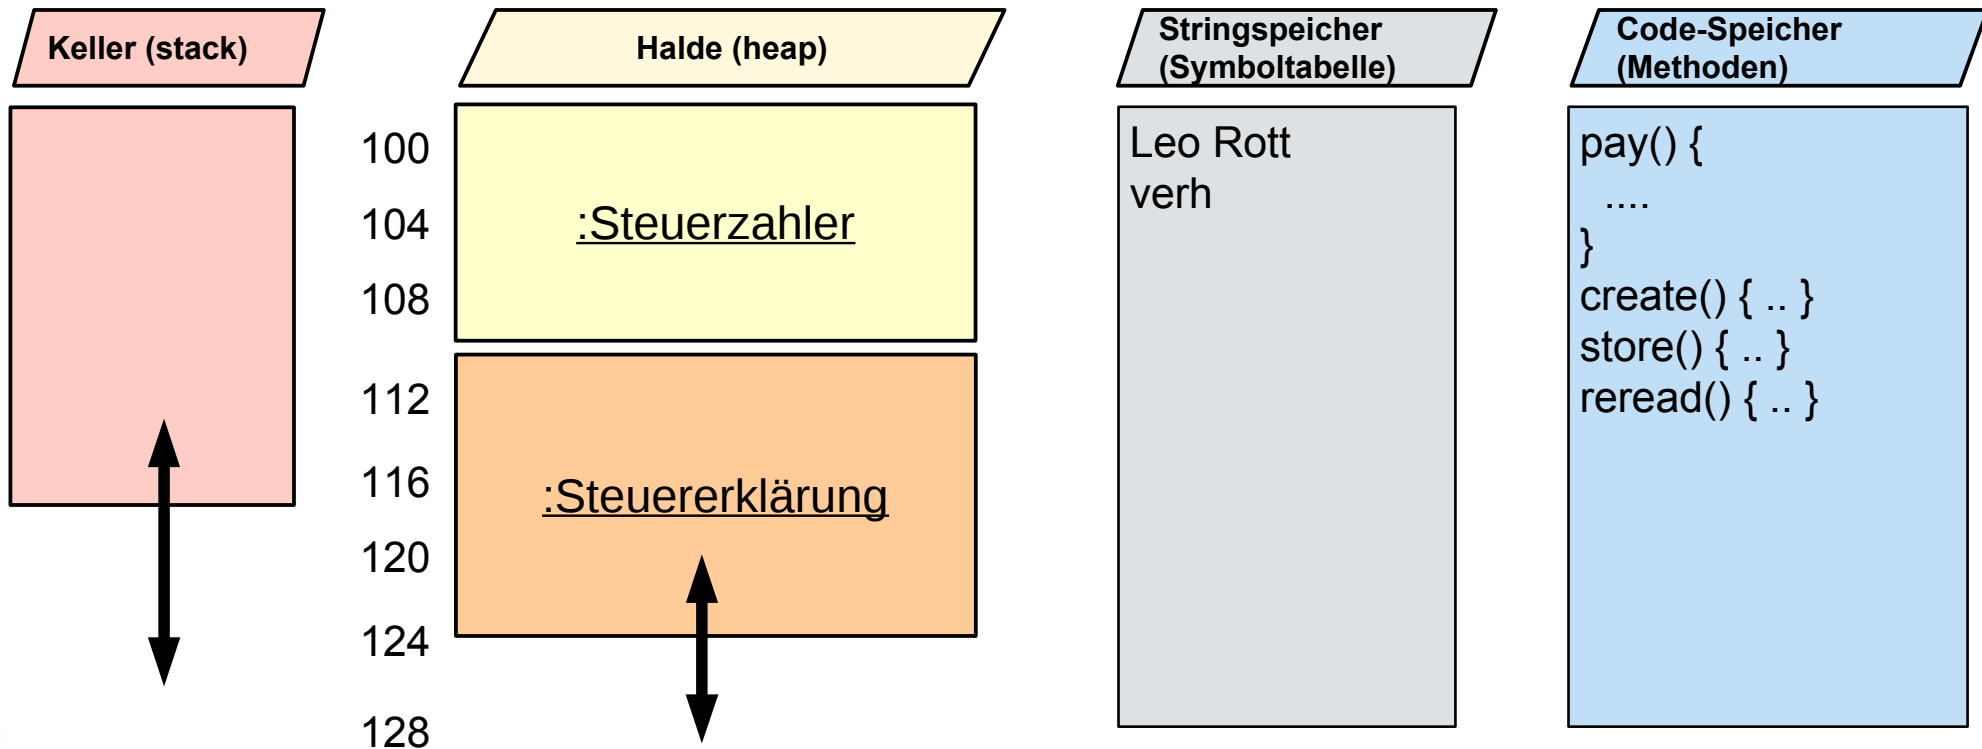 Keller (stack)
Halde (heap)
Stringspeicher
(Symboltabelle)
Code-Speicher
(Methoden)
100
104
108
112
116
120
124
128
:Steuerzahler
:Steuererklärung
Leo Rott
verh
pay() {
....
}
create() { .. }
store() { .. }
reread() { .. }